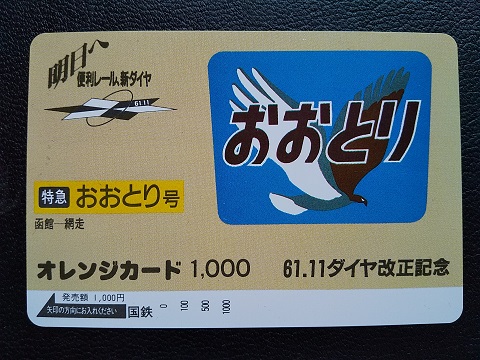 明日へ
便利レール、新ダイヤ
61.11
おおとり
特急 おおとり号
函館—網走
オレンジカード 1,000
61.11ダイヤ改正記念
発売額 1,000円
矢印の方向にお入れください
国鉄
0 100 500 1000